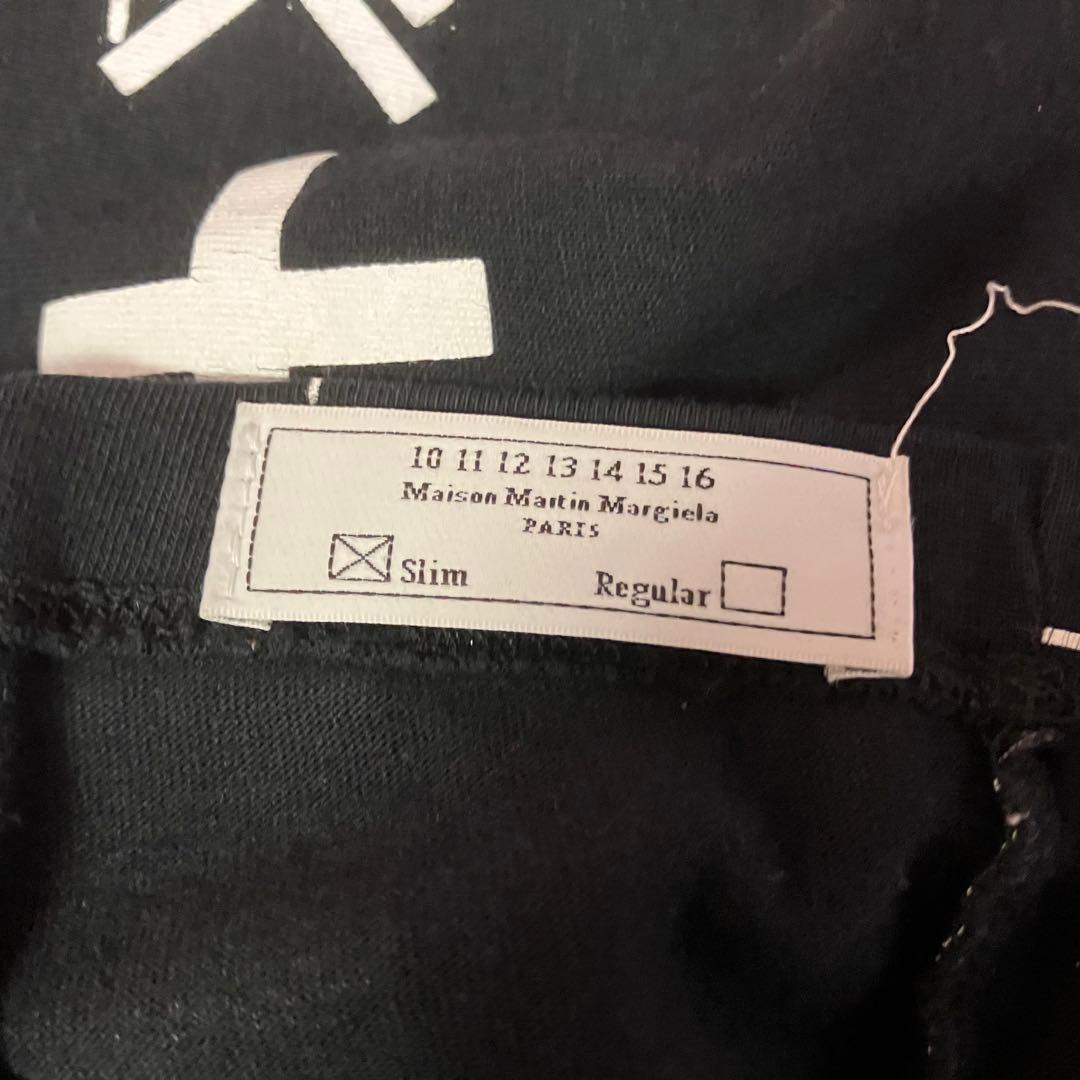 10 11 12 13 14 15 16
Maison Martin Margiela
PARIS
Slim Regular